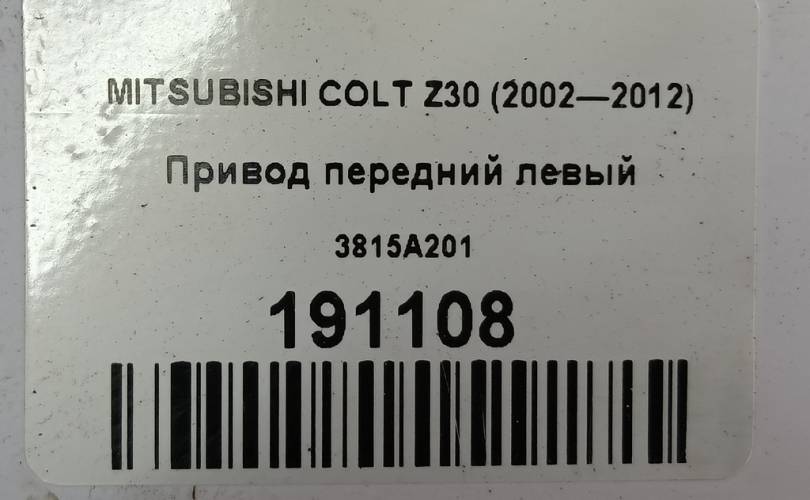 MITSUBISHI COLT Z30 (2002—2012)
Привод передний левый
3815A201
191108